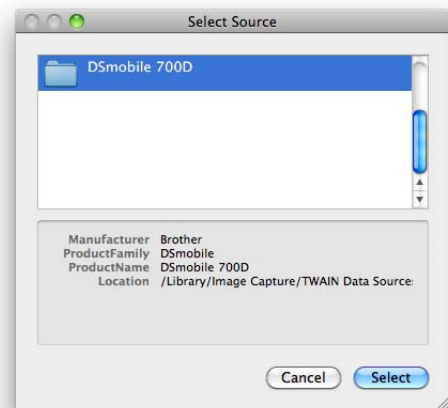 Select Source
DSmobile 700D
Manufacturer Brother
ProductFamily DSmobile
ProductName DSmobile 700D
Location /Library/Image Capture/TWAIN Data Source
Cancel Select